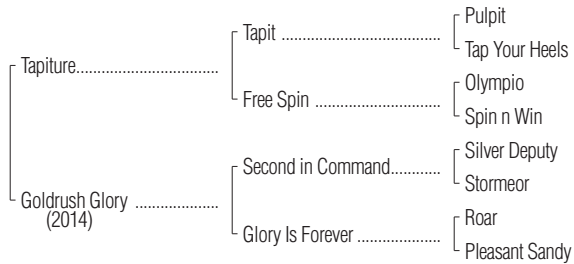 Pulpit
Tapit ........................................
Tap Your Heels
Tapiture....................................
Olympio
Free Spin ................................
Spin n Win
Silver Deputy
Second in Command............
Stormeor
Goldrush Glory .....................
(2014)
Roar
Glory Is Forever .....................
Pleasant Sandy